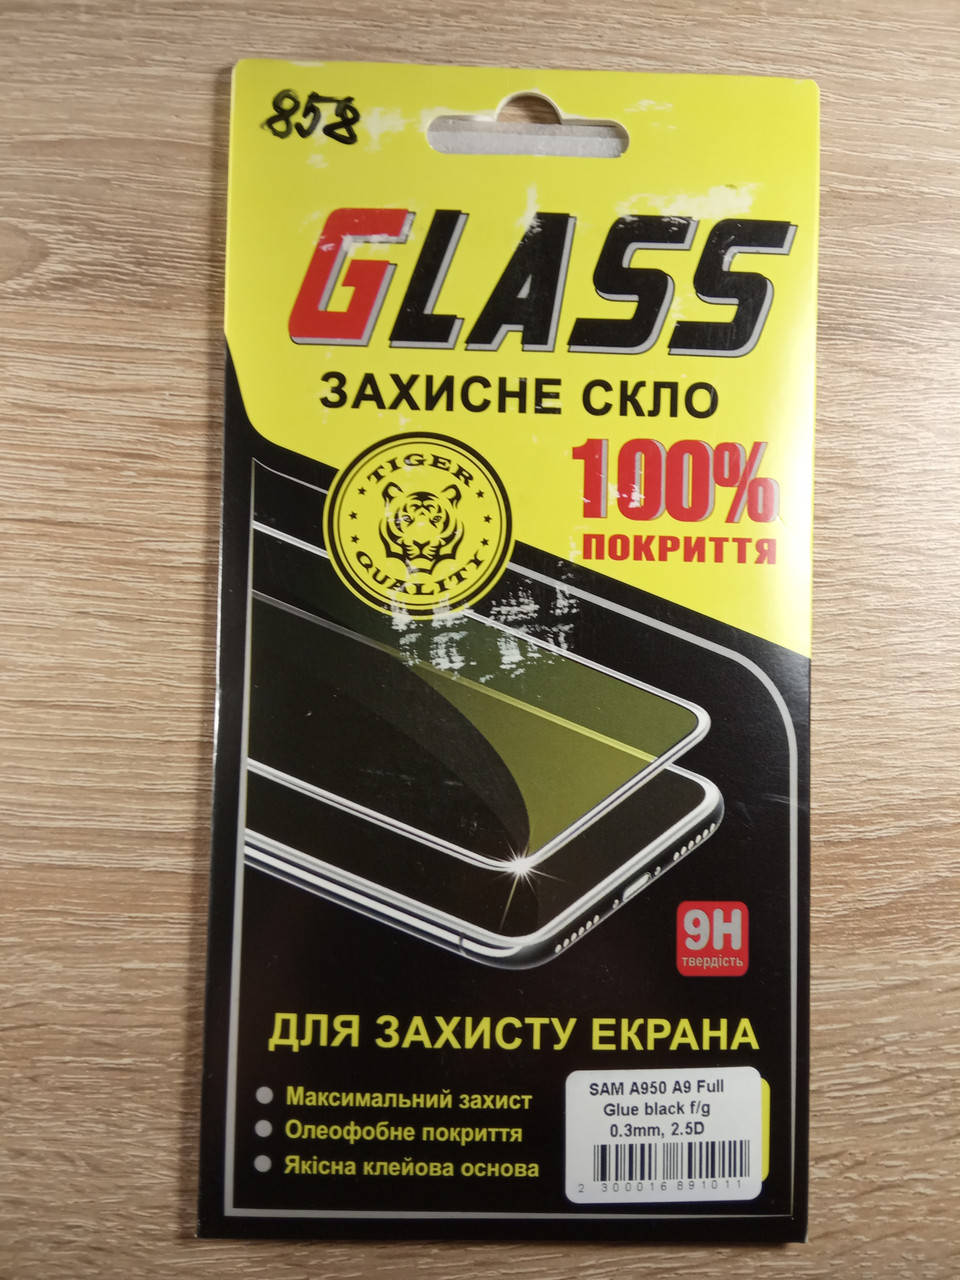 858
GLASS
ЗАХИСНЕ СКЛО
100%
ПОКРИТТЯ
TIGER
QUALITY
9H
твердість
ДЛЯ ЗАХИСТУ ЕКРАНА
Максимальний захист
Олеофобне покриття
Якісна клейова основа
SAM A950 A9 Full
Glue black f/g
0.3mm, 2.5D
2 300016 891011